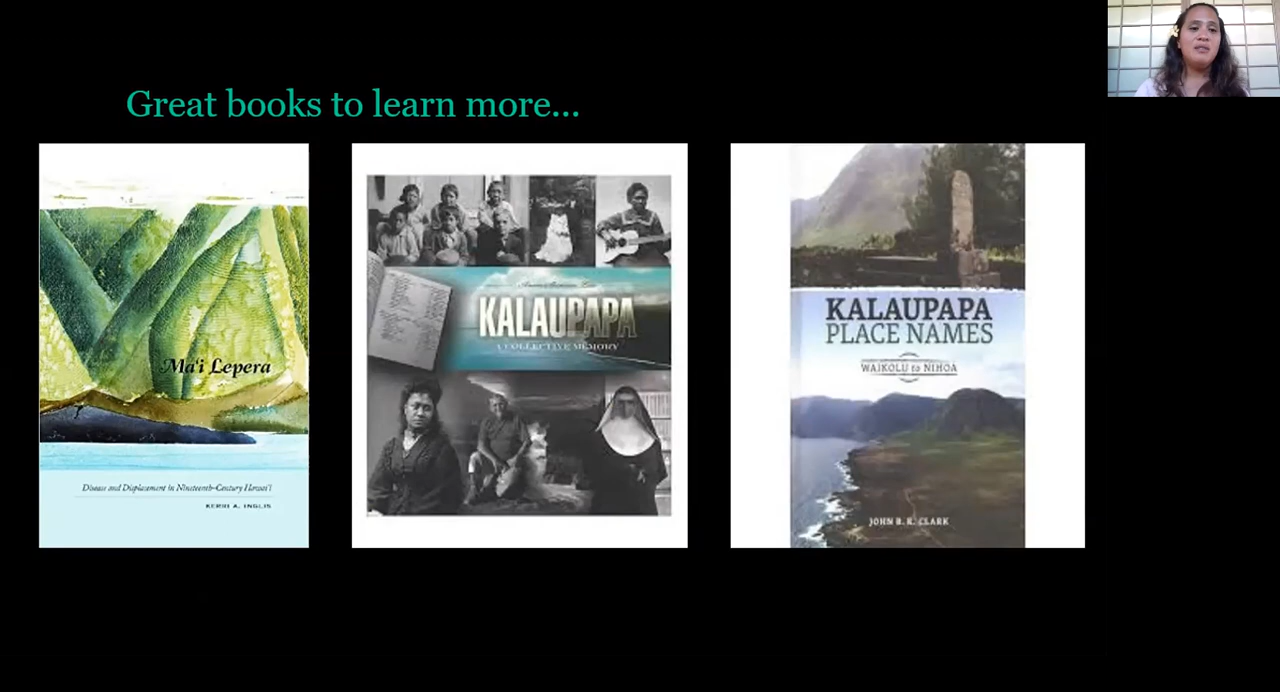 Great books to learn more...
Ma'i Lepera
Disease and Displacement in Nineteenth-Century Hawai'i
KERRI A. INGLIS
KALAUPAPA
A COLLECTIVE MEMORY
KALAUPAPA
PLACE NAMES
WAIKOLU to NIHOA
JOHN R. K. CLARK